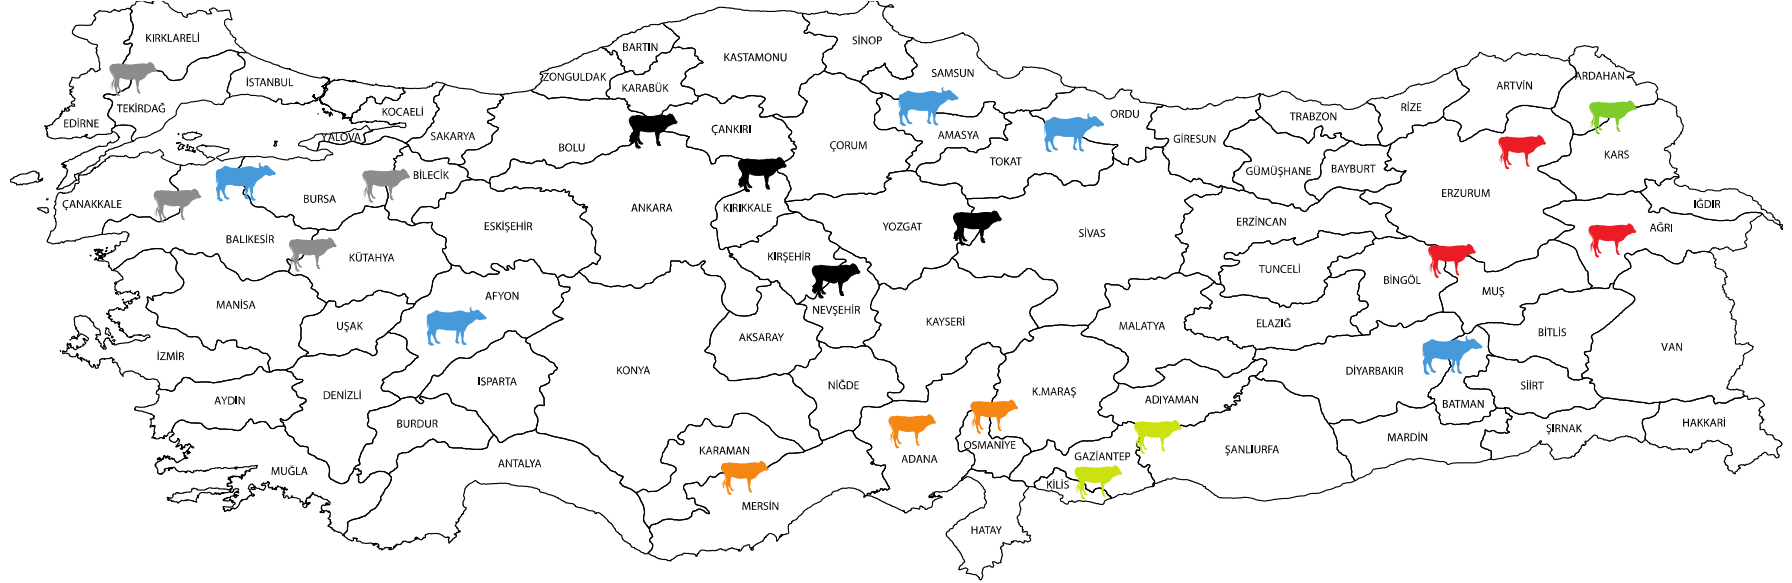 KIRKLARELİ
BARTIN
KASTAMONU
SİNOP
ZONGULDAK
SAMSUN
ARTVİN
ARDAHAN
İSTANBUL
KARABÜK
TEKİRDAĞ
EDİRNE
KOCAELİ
YALOVA
SAKARYA
BOLU
ÇANKIRI
ÇORUM
AMASYA
ORDU
TOKAT
GİRESUN
TRABZON
RİZE
GÜMÜŞHANE
BAYBURT
KARS
ERZURUM
ÇANAKKALE
BURSA
BİLECİK
ESKİŞEHİR
ANKARA
KIRIKKALE
YOZGAT
SİVAS
ERZİNCAN
IĞDIR
AĞRI
BALIKESİR
KÜTAHYA
KIRŞEHİR
TUNCELİ
BİNGÖL
MUŞ
MANİSA
UŞAK
AFYON
NEVŞEHİR
KAYSERİ
MALATYA
ELAZIĞ
BİTLİS
VAN
İZMİR
AKSARAY
KONYA
ISPARTA
DENİZLİ
AYDIN
BURDUR
NİĞDE
K.MARAŞ
ADIYAMAN
DİYARBAKIR
SİİRT
BATMAN
ŞIRNAK
HAKKARİ
MARDİN
MUĞLA
ANTALYA
KARAMAN
MERSİN
ADANA
OSMANİYE
GAZİANTEP
KİLİS
ŞANLIURFA
HATAY